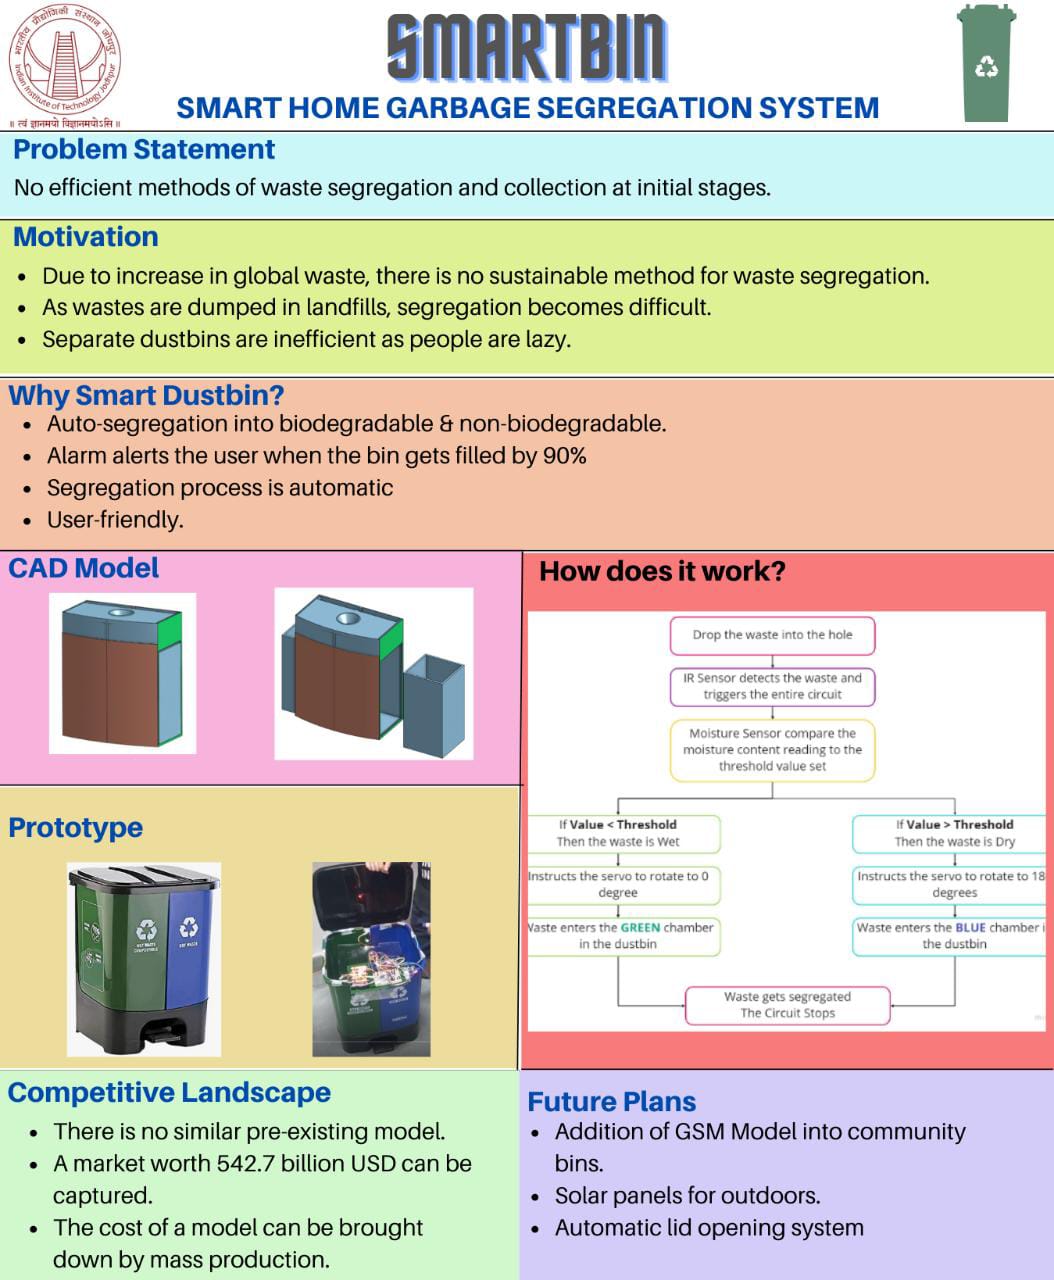 भारतीय प्रौद्योगिकी संस्थान जोधपुर
Indian Institute of Technology Jodhpur
॥ त्वं ज्ञानमयो विज्ञानमयोऽसि ॥
SMARTBIN
SMART HOME GARBAGE SEGREGATION SYSTEM
Problem Statement
No efficient methods of waste segregation and collection at initial stages.
Motivation
• Due to increase in global waste, there is no sustainable method for waste segregation.
• As wastes are dumped in landfills, segregation becomes difficult.
• Separate dustbins are inefficient as people are lazy.
Why Smart Dustbin?
• Auto-segregation into biodegradable & non-biodegradable.
• Alarm alerts the user when the bin gets filled by 90%
• Segregation process is automatic
• User-friendly.
CAD Model
Prototype
How does it work?
Drop the waste into the hole
IR Sensor detects the waste and
triggers the entire circuit
Moisture Sensor compare the
moisture content reading to the
threshold value set
If Value < Threshold
Then the waste is Wet
Instructs the servo to rotate to 0
degree
Waste enters the GREEN chamber
in the dustbin
If Value > Threshold
Then the waste is Dry
Instructs the servo to rotate to 18
degrees
Waste enters the BLUE chamber i
the dustbin
Waste gets segregated
The Circuit Stops
Competitive Landscape
• There is no similar pre-existing model.
• A market worth 542.7 billion USD can be
captured.
• The cost of a model can be brought
down by mass production.
Future Plans
• Addition of GSM Model into community
bins.
• Solar panels for outdoors.
• Automatic lid opening system